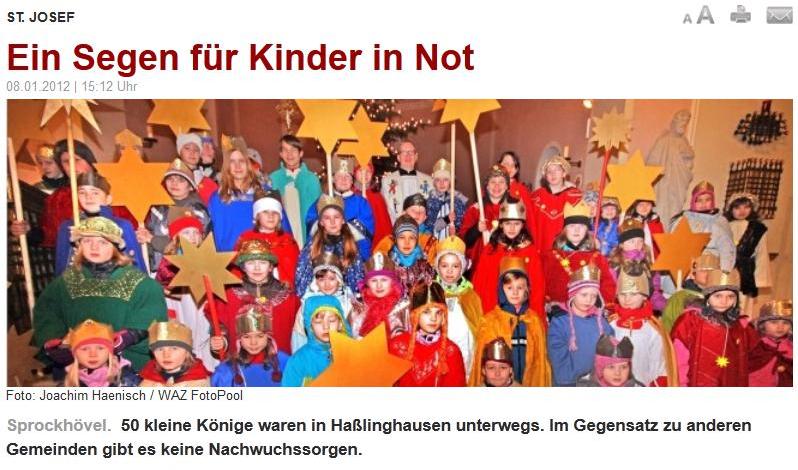 ST. JOSEF
A A
Ein Segen für Kinder in Not
08.01.2012 | 15:12 Uhr
Foto: Joachim Haenisch / WAZ FotoPool
Sprockhövel. 50 kleine Könige waren in Haßlinghausen unterwegs. Im Gegensatz zu anderen
Gemeinden gibt es keine Nachwuchssorgen.